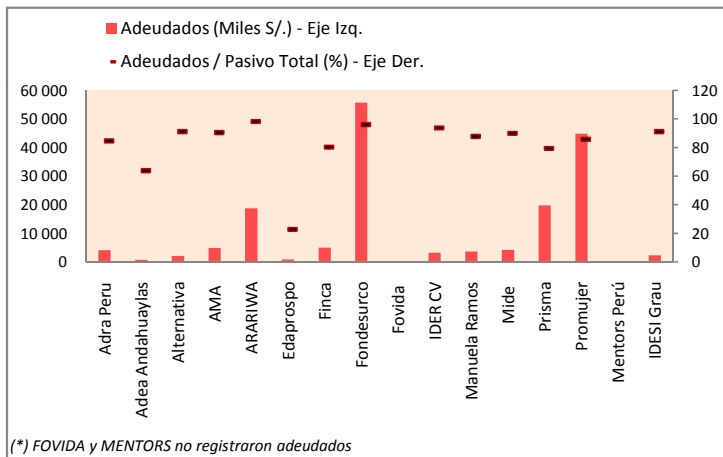 Adeudados (Miles S/.) - Eje Izq.
Adeudados / Pasivo Total (%) - Eje Der.
60 000
50 000
40 000
30 000
20 000
10 000
0
120
100
80
60
40
20
0
Adra Peru
Adea Andahuaylas
Alternativa
AMA
ARARIWA
Edaprospo
Finca
Fondesurco
Fovida
IDER CV
Manuela Ramos
Mide
Prisma
Promujer
Mentors Perú
IDESI Grau
(*) FOVIDA y MENTORS no registraron adeudados